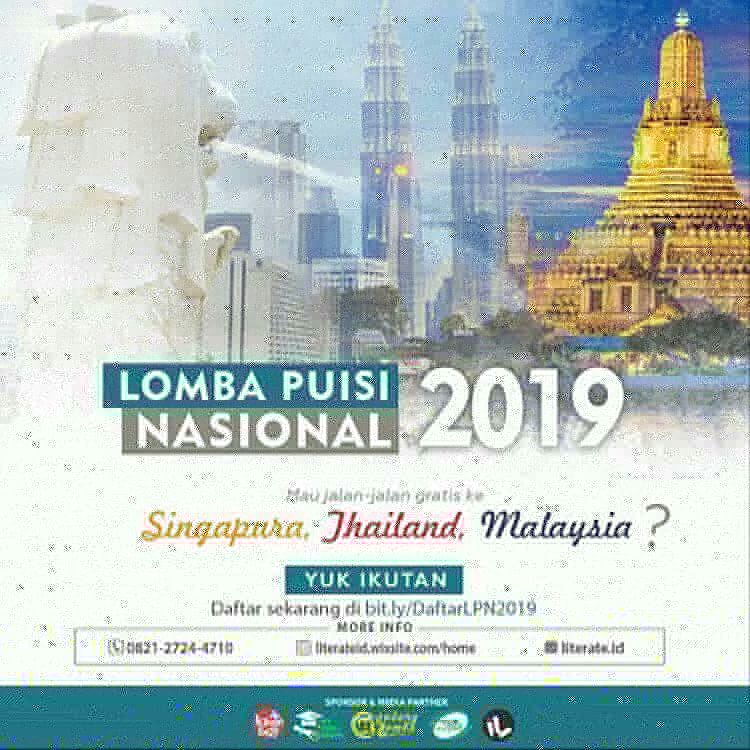 LOMBA PUISI
NASIONAL 2019
Mau jalan-jalan gratis ke
Singapura, Thailand, Malaysia ?
YUK IKUTAN
Daftar sekarang di bit.ly/DaftarLPN2019
MORE INFO
0821-2724-4710 literateid.wixsite.com/home literate.id
SPONSOR & MEDIA PARTNER